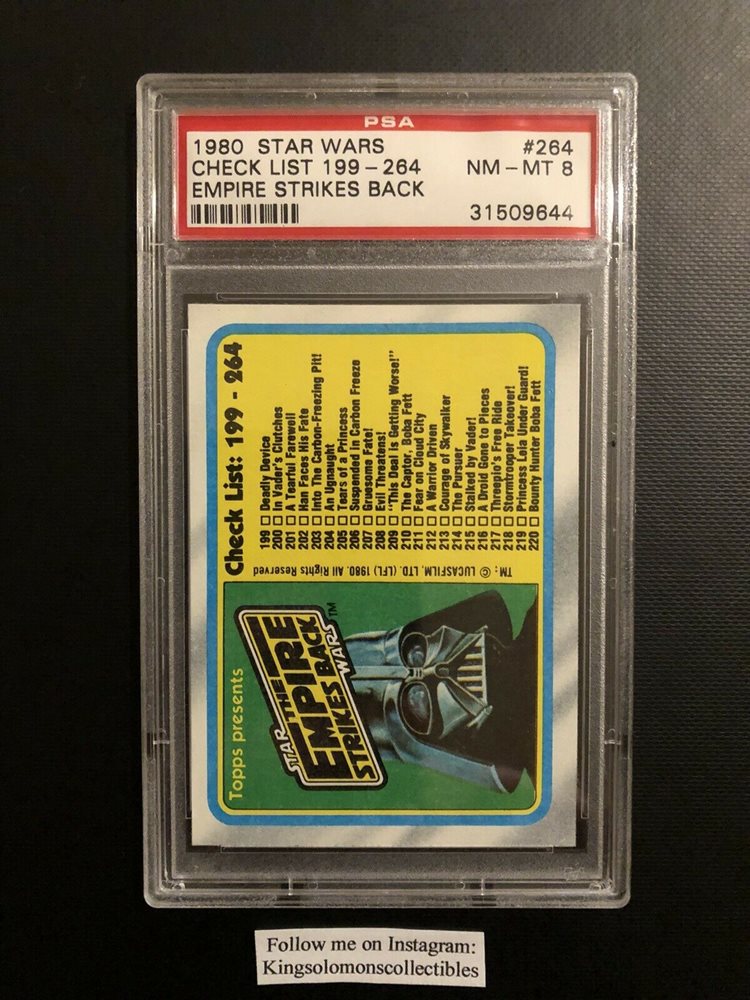 PSA
1980 STAR WARS #264
CHECK LIST 199 - 264 NM - MT 8
EMPIRE STRIKES BACK
31509644
Topps presents
STAR THE
EMPIRE
STRIKES BACK
WARS™
Check List: 199 - 264
199 □ Deadly Device
200 □ In Vader's Clutches
201 □ A Tearful Farewell
202 □ Han Faces His Fate
203 □ Into The Carbon-Freezing Pit!
204 □ An Ugnaught
205 □ Tears of a Princess
206 □ Suspended in Carbon Freeze
207 □ Gruesome Fate!
208 □ Evil Threatens!
209 □ "This Deal is Getting Worse!"
210 □ The Captor, Boba Fett
211 □ Fear on Cloud City
212 □ A Warrior Driven
213 □ Courage of Skywalker
214 □ The Pursuer
215 □ Stalked by Vader!
216 □ A Droid Gone to Pieces
217 □ Threepio's Free Ride
218 □ Stormtrooper Takeover!
219 □ Princess Leia Under Guard!
220 □ Bounty Hunter Boba Fett
TM: © LUCASFILM, LTD. (LFL) 1980. All Rights Reserved
Follow me on Instagram:
Kingsolomonscollectibles